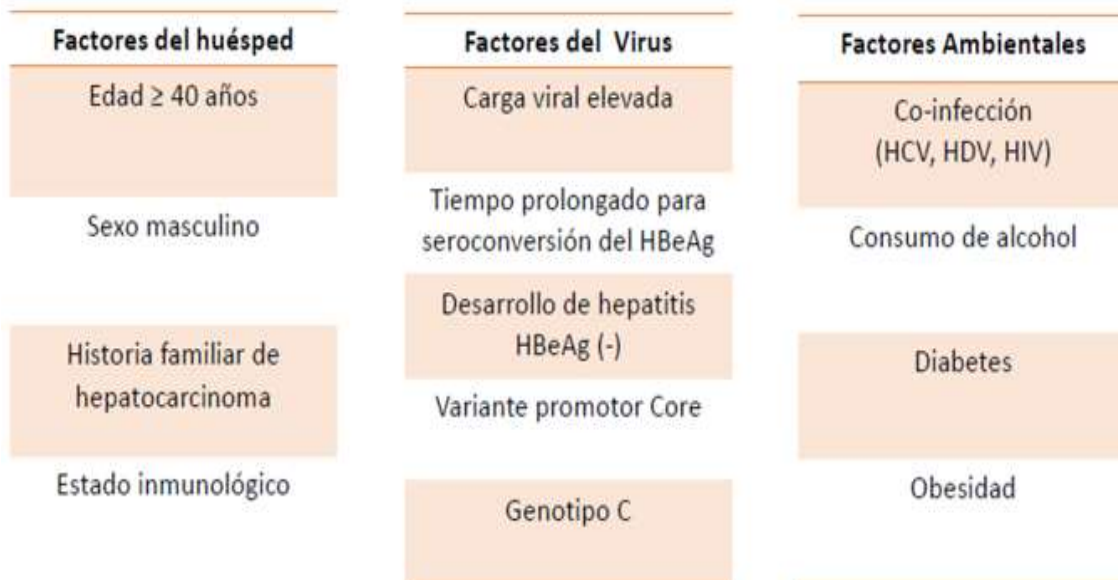 Factores del huésped
Edad ≥ 40 años
Sexo masculino
Historia familiar de
hepatocarcinoma
Estado inmunológico
Factores del Virus
Carga viral elevada
Tiempo prolongado para
seroconversión del HBeAg
Desarrollo de hepatitis
HBeAg (-)
Variante promotor Core
Genotipo C
Factores Ambientales
Co-infección
(HCV, HDV, HIV)
Consumo de alcohol
Diabetes
Obesidad